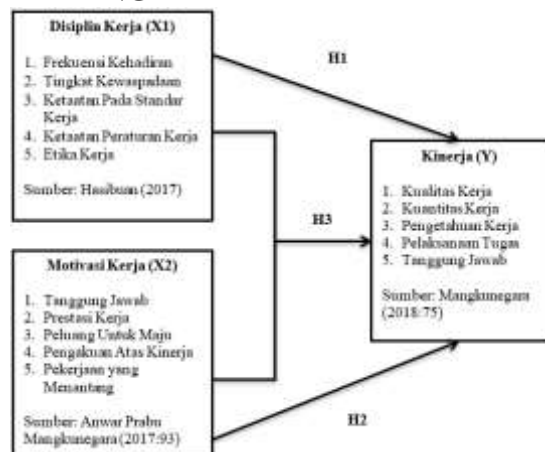 Disiplin Kerja (X1)
1. Frekuensi Kehadiran
2. Tingkat Kewaspadaan
3. Ketaatan Pada Standar
Kerja
4. Ketaatan Peraturan Kerja
5. Etika Kerja
Sumber: Hasibuan (2017)
H1
Kinerja (Y)
1. Kualitas Kerja
2. Kuantitas Kerja
3. Pengetahuan Kerja
4. Pelaksanaan Tugas
5. Tanggung Jawab
Sumber: Mangkunegara
(2018:75)
H3
Motivasi Kerja (X2)
1. Tanggung Jawab
2. Prestasi Kerja
3. Peluang Untuk Maju
4. Pengakuan Atas Kinerja
5. Pekerjaan yang
Menantang
Sumber: Anwar Prabu
Mangkunegara (2017:93)
H2